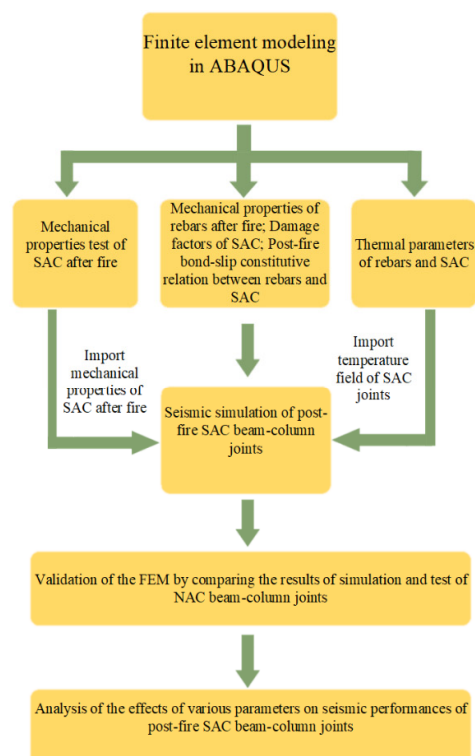 Finite element modeling
in ABAQUS
Mechanical
properties test of
SAC after fire
Mechanical properties of
rebars after fire; Damage
factors of SAC; Post-fire
bond-slip constitutive
relation between rebars and
SAC
Thermal parameters
of rebars and SAC
Import
mechanical
properties of
SAC after fire
Import
temperature
field of SAC
joints
Seismic simulation of post-
fire SAC beam-column
joints
Validation of the FEM by comparing the results of simulation and test of
NAC beam-column joints
Analysis of the effects of various parameters on seismic performances of
post-fire SAC beam-column joints